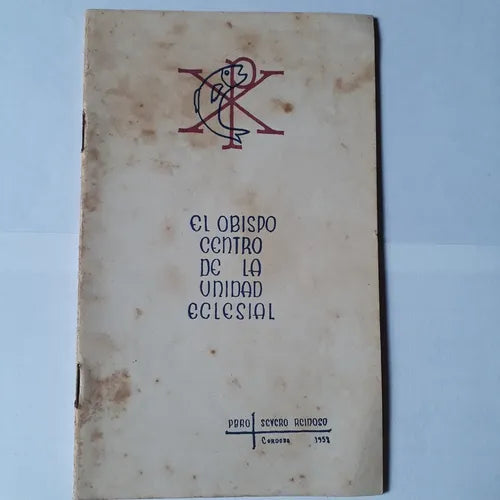 EL OBISPO
CENTRO
DE LA
UNIDAD
ECLESIAL
PBRO SEVERO REINOSO
CORDOBA 1958